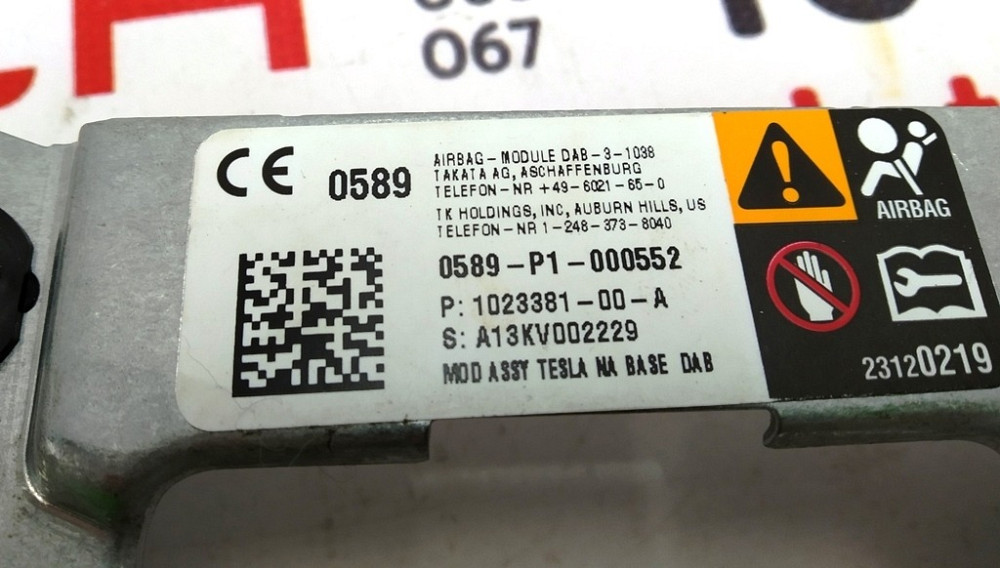 067
CE 0589
AIRBAG-MODULE DAB-3-1038
TAKATA AG, ASCHAFFENBURG
TELEFON-NR +49-6021-65-0
TK HOLDINGS, INC, AUBURN HILLS, US
TELEFON-NR 1-248-373-8040
0589-P1-000552
P: 1023381-00-A
S: A13KV002229
MOD ASSY TESLA NA BASE DAB
AIRBAG
23120219